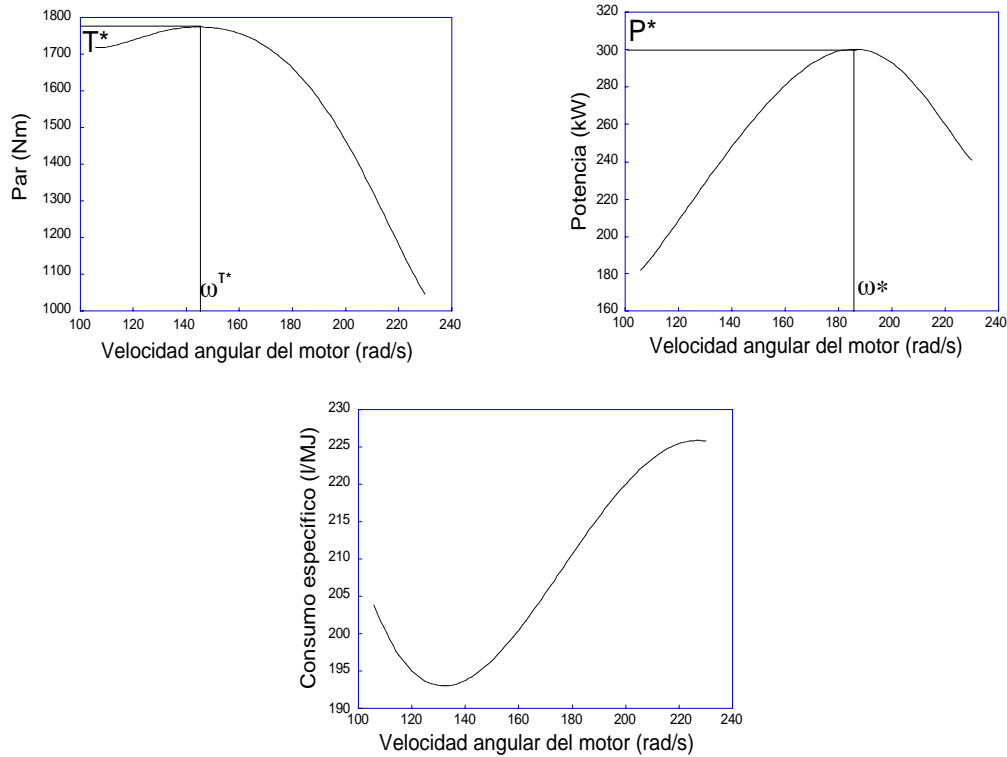 1800
1700
1600
1500
1400
1300
1200
1100
1000
T*
ωT*
Par (Nm)
100 120 140 160 180 200 220 240
Velocidad angular del motor (rad/s)
320
300
280
260
240
220
200
180
160
P*
ω*
Potencia (kW)
100 120 140 160 180 200 220 240
Velocidad angular del motor (rad/s)
230
225
220
215
210
205
200
195
190
Consumo específico (l/MJ)
100 120 140 160 180 200 220 240
Velocidad angular del motor (rad/s)